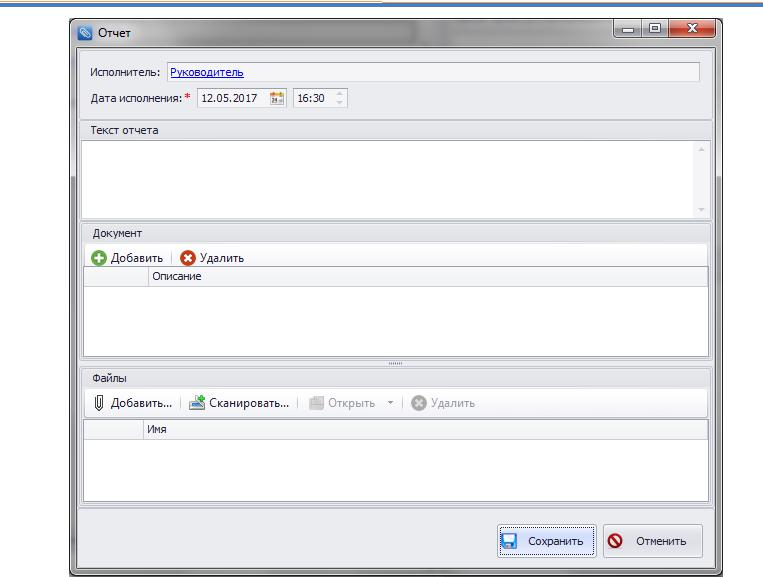 Отчет
Исполнитель: Руководитель
Дата исполнения:* 12.05.2017 16:30
Текст отчета
Документ
Добавить Удалить
Описание
Файлы
Добавить... Сканировать... Открыть Удалить
Имя
Сохранить Отменить